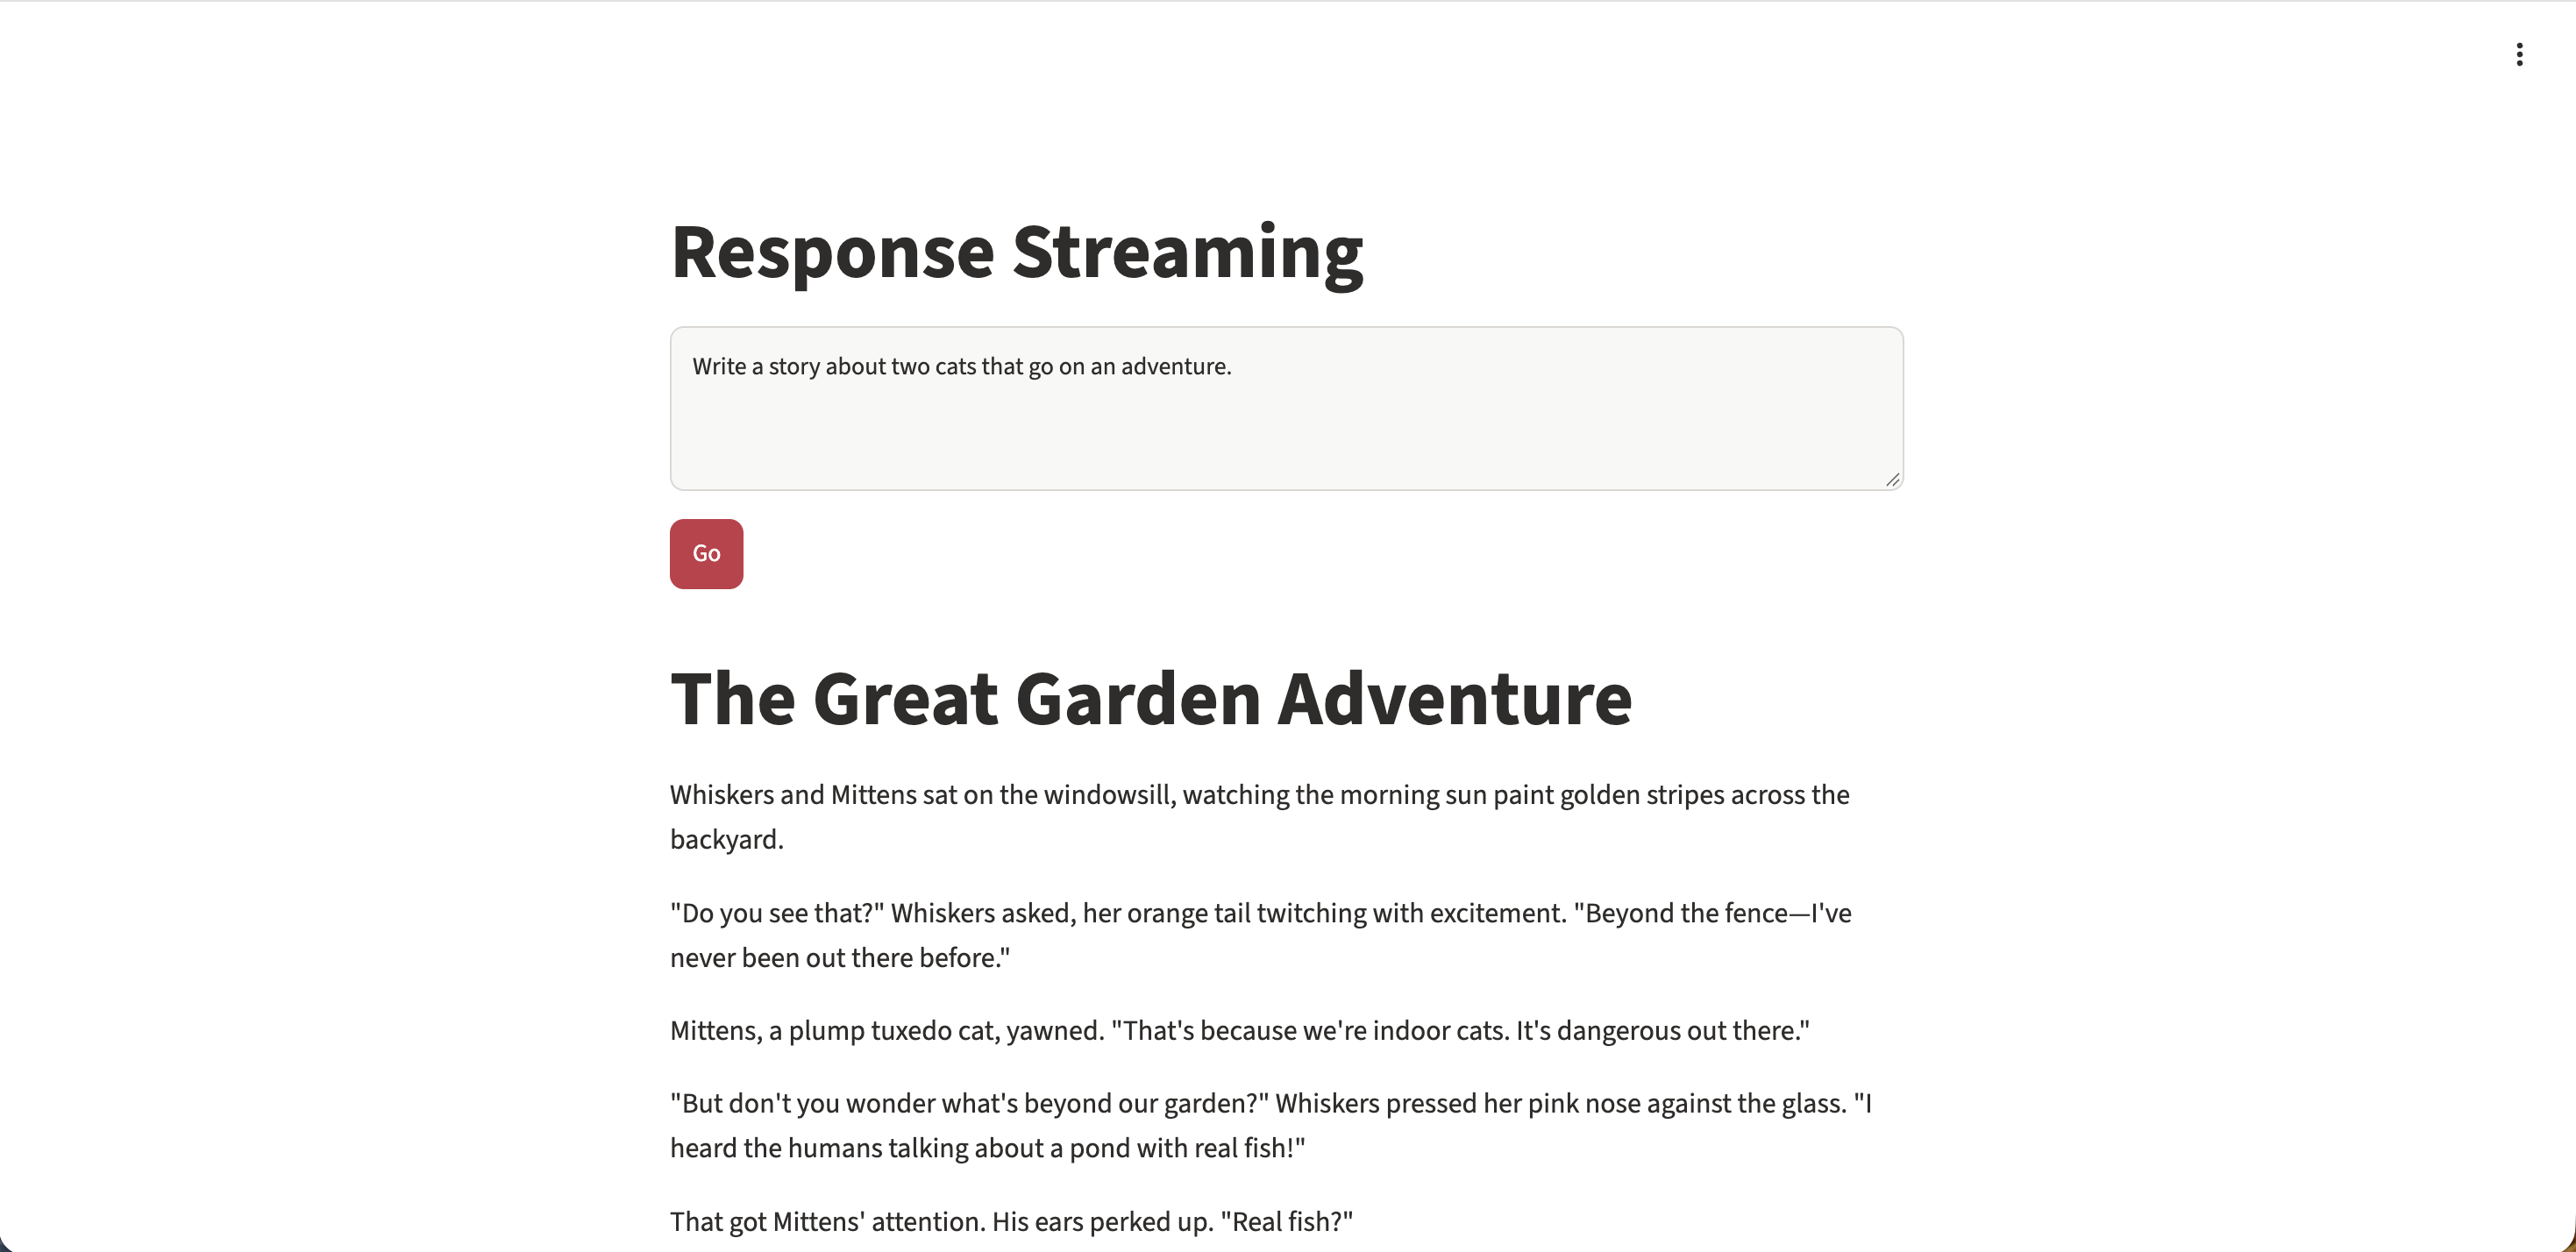 Response Streaming
Write a story about two cats that go on an adventure.
Go
The Great Garden Adventure
Whiskers and Mittens sat on the windowsill, watching the morning sun paint golden stripes across the
backyard.
"Do you see that?" Whiskers asked, her orange tail twitching with excitement. "Beyond the fence—I've
never been out there before."
Mittens, a plump tuxedo cat, yawned. "That's because we're indoor cats. It's dangerous out there."
"But don't you wonder what's beyond our garden?" Whiskers pressed her pink nose against the glass. "I
heard the humans talking about a pond with real fish!"
That got Mittens' attention. His ears perked up. "Real fish?"